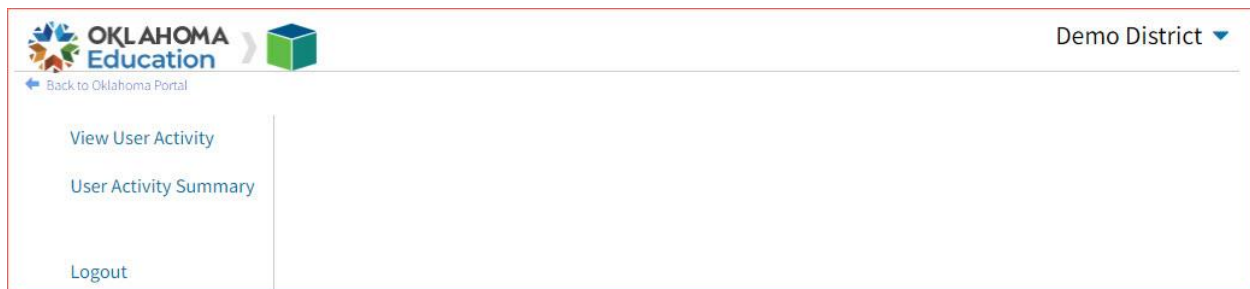 OKLAHOMA
Education
Demo District
Back to Oklahoma Portal
View User Activity
User Activity Summary
Logout